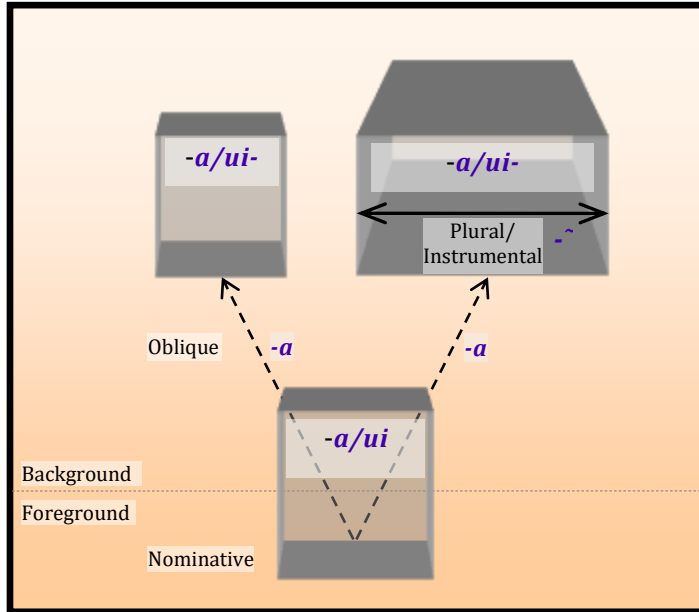 -a/ui-
-a/ui-
Plural/
Instrumental
-˜
Oblique
-a
-a
-a/ui
Background
Foreground
Nominative